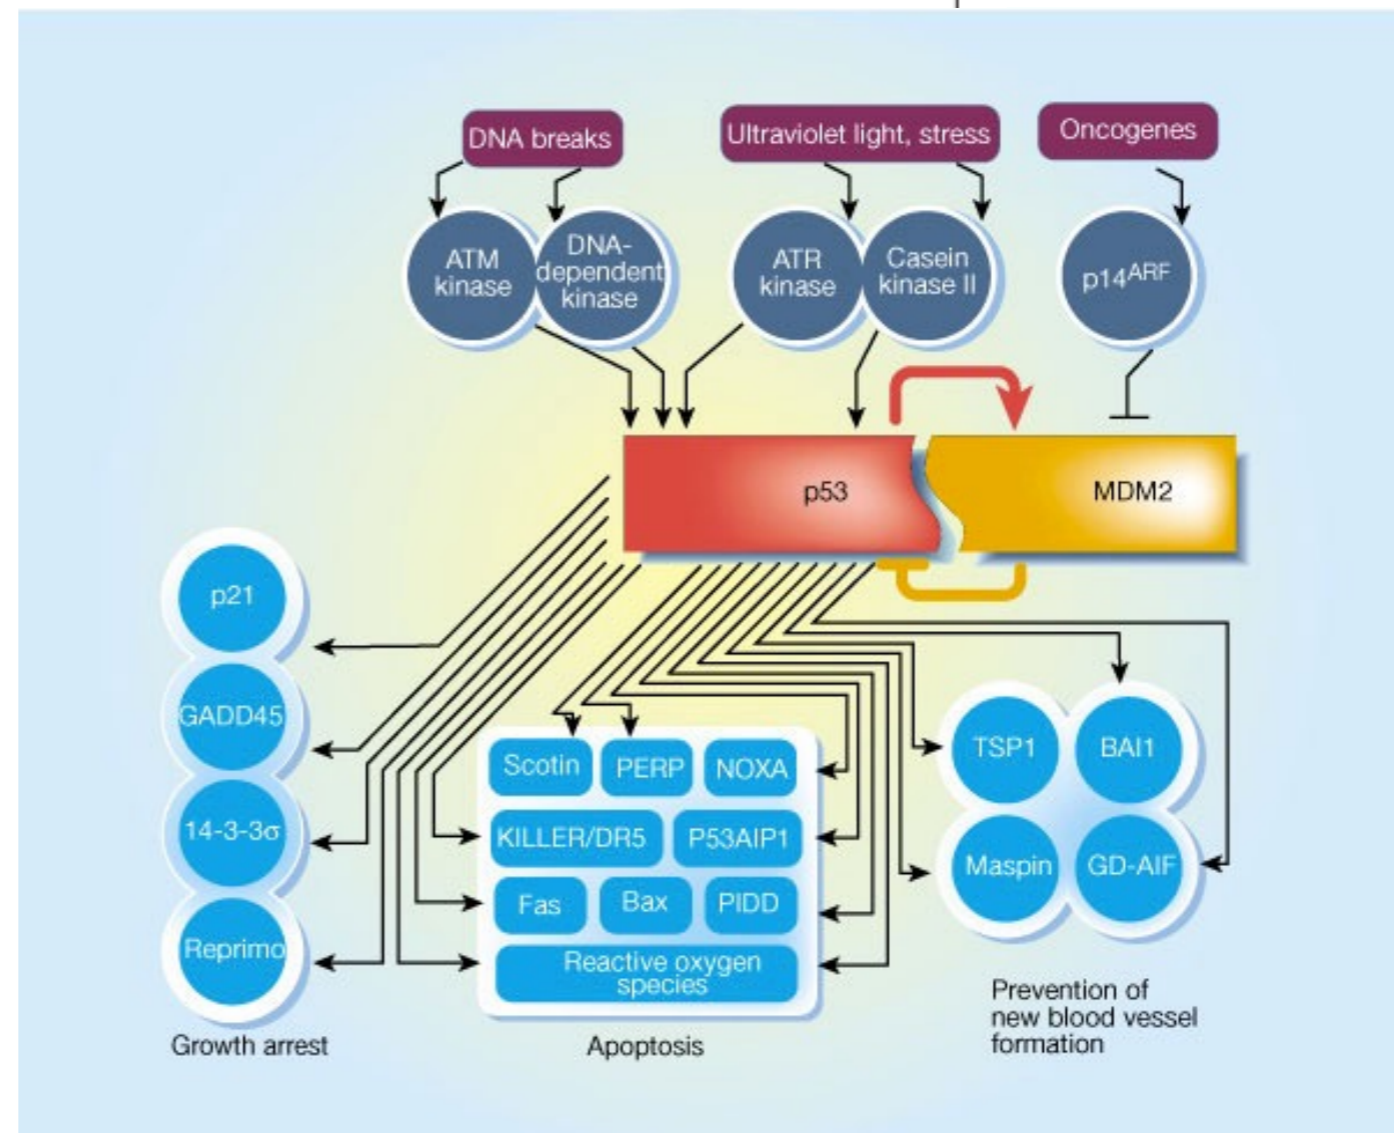 DNA breaks
Ultraviolet light, stress
Oncogenes
ATM
kinase
DNA-
dependent
kinase
ATR
kinase
Casein
kinase II
p14ARF
p53
MDM2
p21
GADD45
14-3-3σ
Reprimo
Growth arrest
Scotin
PERP
NOXA
KILLER/DR5
P53AIP1
Fas
Bax
PIDD
Reactive oxygen
species
Apoptosis
TSP1
BAI1
Maspin
GD-AIF
Prevention of
new blood vessel
formation